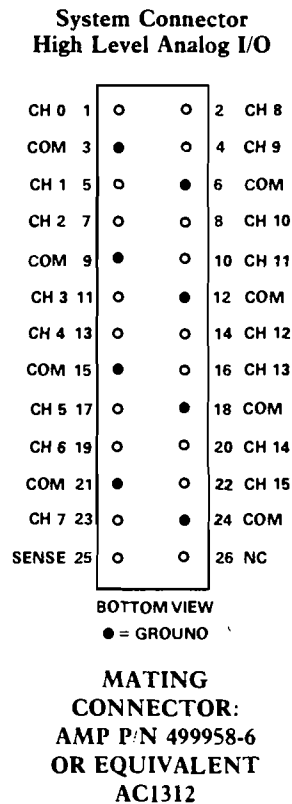 System Connector
High Level Analog I/O
CH 0 1 2 CH 8
COM 3 4 CH 9
CH 1 5 6 COM
CH 2 7 8 CH 10
COM 9 10 CH 11
CH 3 11 12 COM
CH 4 13 14 CH 12
COM 15 16 CH 13
CH 5 17 18 COM
CH 6 19 20 CH 14
COM 21 22 CH 15
CH 7 23 24 COM
SENSE 25 26 NC
BOTTOM VIEW
● = GROUNO
MATING
CONNECTOR:
AMP P/N 499958-6
OR EQUIVALENT
AC1312